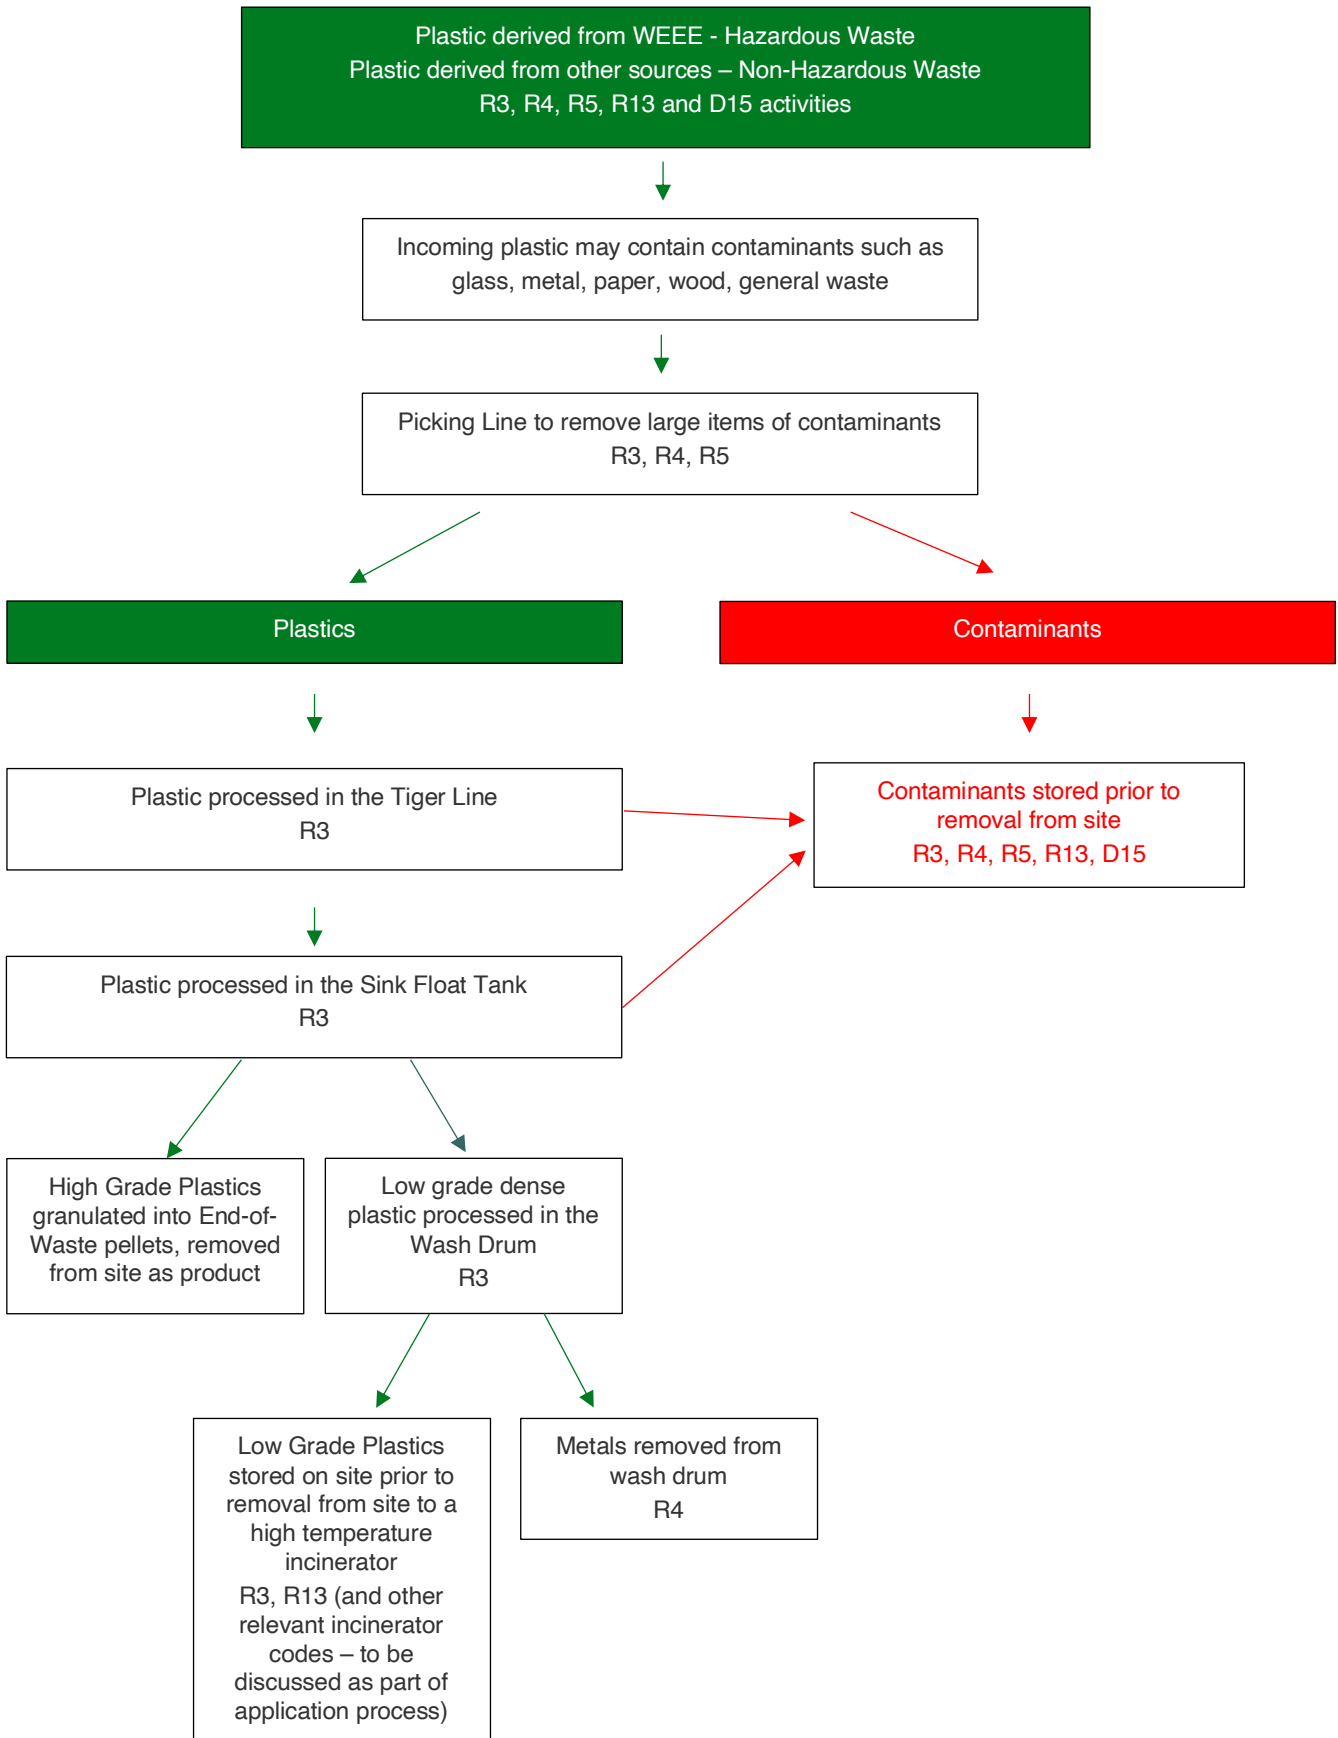 Plastic derived from WEEE - Hazardous Waste
Plastic derived from other sources – Non-Hazardous Waste
R3, R4, R5, R13 and D15 activities
Incoming plastic may contain contaminants such as
glass, metal, paper, wood, general waste
Picking Line to remove large items of contaminants
R3, R4, R5
Plastics
Contaminants
Plastic processed in the Tiger Line
R3
Contaminants stored prior to
removal from site
R3, R4, R5, R13, D15
Plastic processed in the Sink Float Tank
R3
High Grade Plastics
granulated into End-of-
Waste pellets, removed
from site as product
Low grade dense
plastic processed in the
Wash Drum
R3
Low Grade Plastics
stored on site prior to
removal from site to a
high temperature
incinerator
R3, R13 (and other
relevant incinerator
codes – to be
discussed as part of
application process)
Metals removed from
wash drum
R4